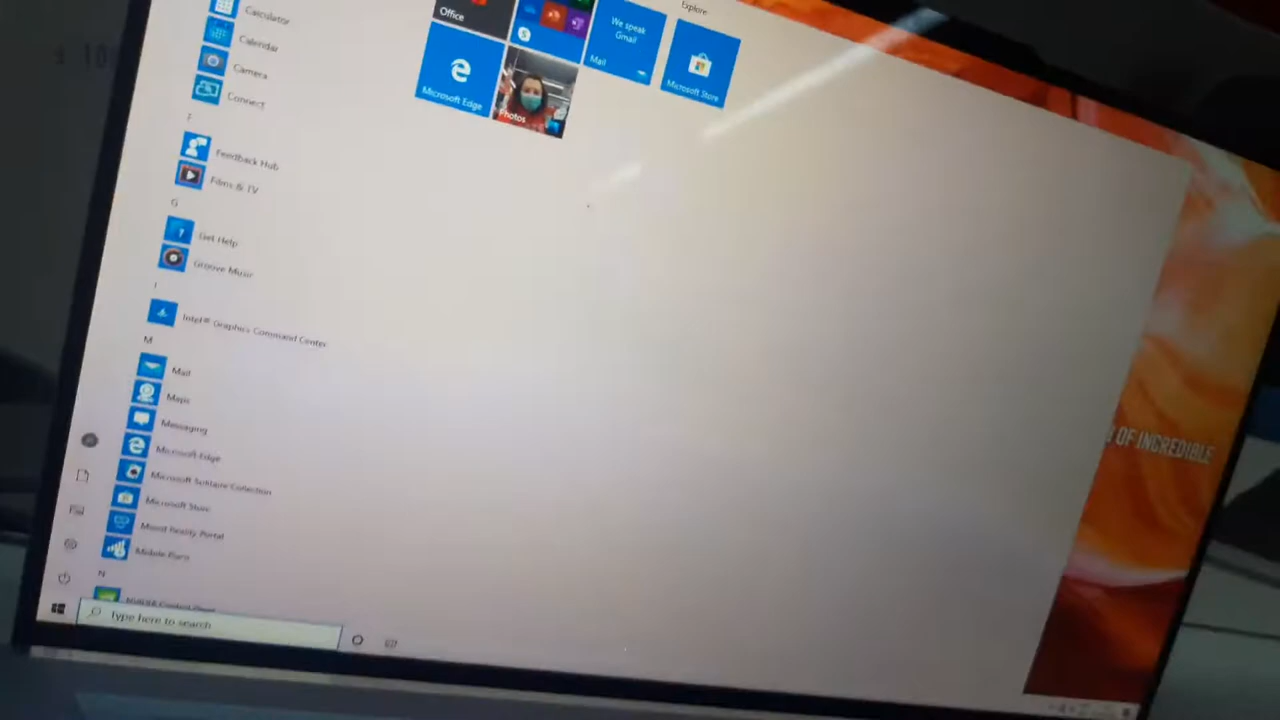 Calculator
Calendar
Camera
Connect
F
Feedback Hub
Films & TV
G
Get Help
Groove Music
I
Intel® Graphics Command Center
M
Mail
Maps
Messaging
Microsoft Edge
Microsoft Solitaire Collection
Microsoft Store
Mixed Reality Portal
Mobile Plans
N
Type here to search
Office
Explore
We speak
Gmail
Mail
Microsoft Store
Microsoft Edge
Photos
OF INCREDIBLE